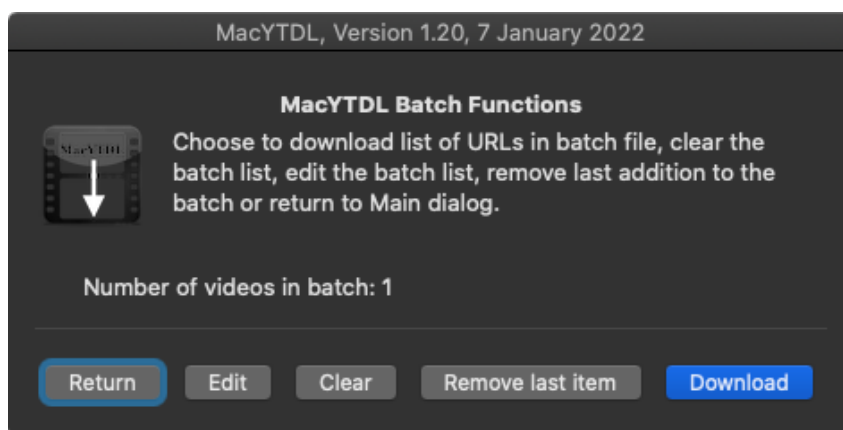 MacYTDL, Version 1.20, 7 January 2022
MacYTDL Batch Functions
MacYTDL
Choose to download list of URLs in batch file, clear the
batch list, edit the batch list, remove last addition to the
batch or return to Main dialog.
Number of videos in batch: 1
Return Edit Clear Remove last item Download